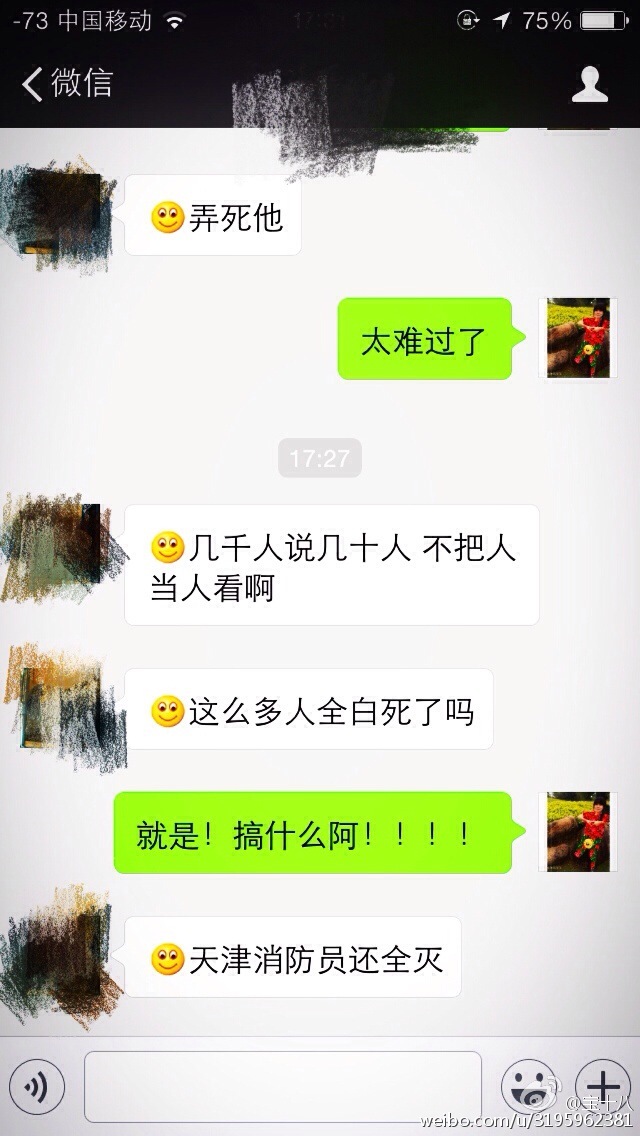 -73 中国移动 75%
微信
弄死他
太难过了
17:27
几千人说几十人 不把人
当人看啊
这么多人全白死了吗
就是！搞什么阿！！！！
天津消防员还全灭
@宝十八
weibo.com/u/3195962381